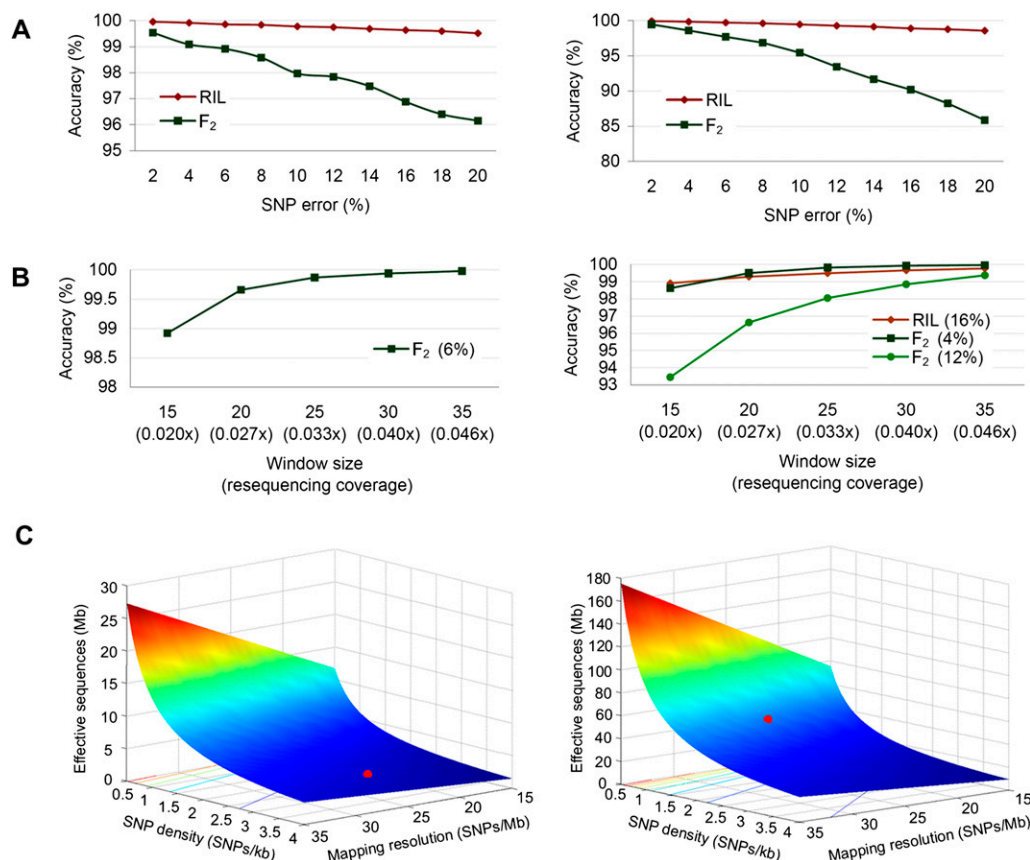 A
Accuracy (%)
100
99
98
97
96
95
RIL
F2
2 4 6 8 10 12 14 16 18 20
SNP error (%)
Accuracy (%)
100
95
90
85
80
RIL
F2
2 4 6 8 10 12 14 16 18 20
SNP error (%)
B
Accuracy (%)
100
99.5
99
98.5
98
F2 (6%)
15 20 25 30 35
(0.020x) (0.027x) (0.033x) (0.040x) (0.046x)
Window size
(resequencing coverage)
Accuracy (%)
100
99
98
97
96
95
94
93
RIL (16%)
F2 (4%)
F2 (12%)
15 20 25 30 35
(0.020x) (0.027x) (0.033x) (0.040x) (0.046x)
Window size
(resequencing coverage)
C
Effective sequences (Mb)
30
25
20
15
10
5
0
0.5 1 1.5 2 2.5 3 3.5 4
SNP density (SNPs/kb)
35 30 25 20 15
Mapping resolution (SNPs/Mb)
Effective sequences (Mb)
180
160
140
120
100
80
60
40
20
0
0.5 1 1.5 2 2.5 3 3.5 4
SNP density (SNPs/kb)
35 30 25 20 15
Mapping resolution (SNPs/Mb)